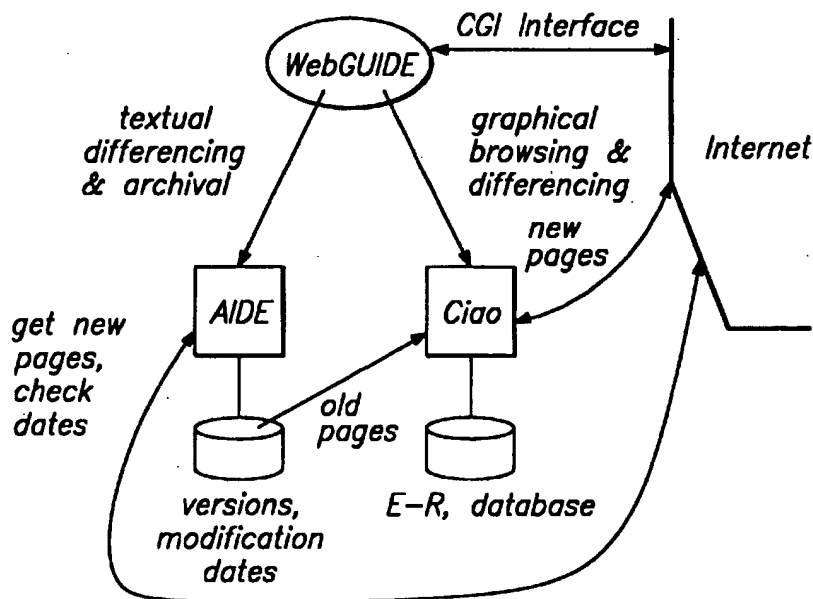 CGI Interface
WebGUIDE
textual
differencing
& archival
graphical
browsing &
differencing
Internet
new
pages
AIDE
Ciao
get new
pages,
check
dates
old
pages
versions,
modification
dates
E-R, database